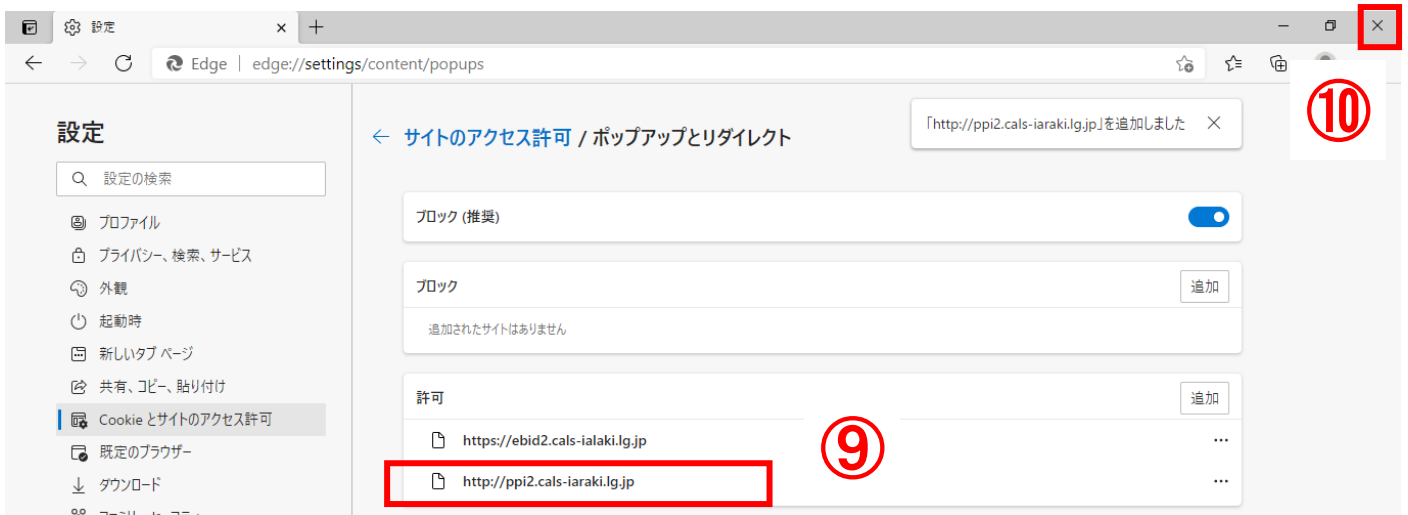 設定
Edge | edge://settings/content/popups
設定
設定の検索
プロファイル
プライバシー、検索、サービス
外観
起動時
新しいタブ ページ
共有、コピー、貼り付け
Cookie とサイトのアクセス許可
既定のブラウザー
ダウンロード
サイトのアクセス許可 / ポップアップとリダイレクト
「http://ppi2.cals-iaraki.lg.jp」を追加しました
⑩
ブロック (推奨)
ブロック
追加
追加されたサイトはありません
許可
追加
https://ebid2.cals-ialaki.lg.jp
⑨
http://ppi2.cals-iaraki.lg.jp